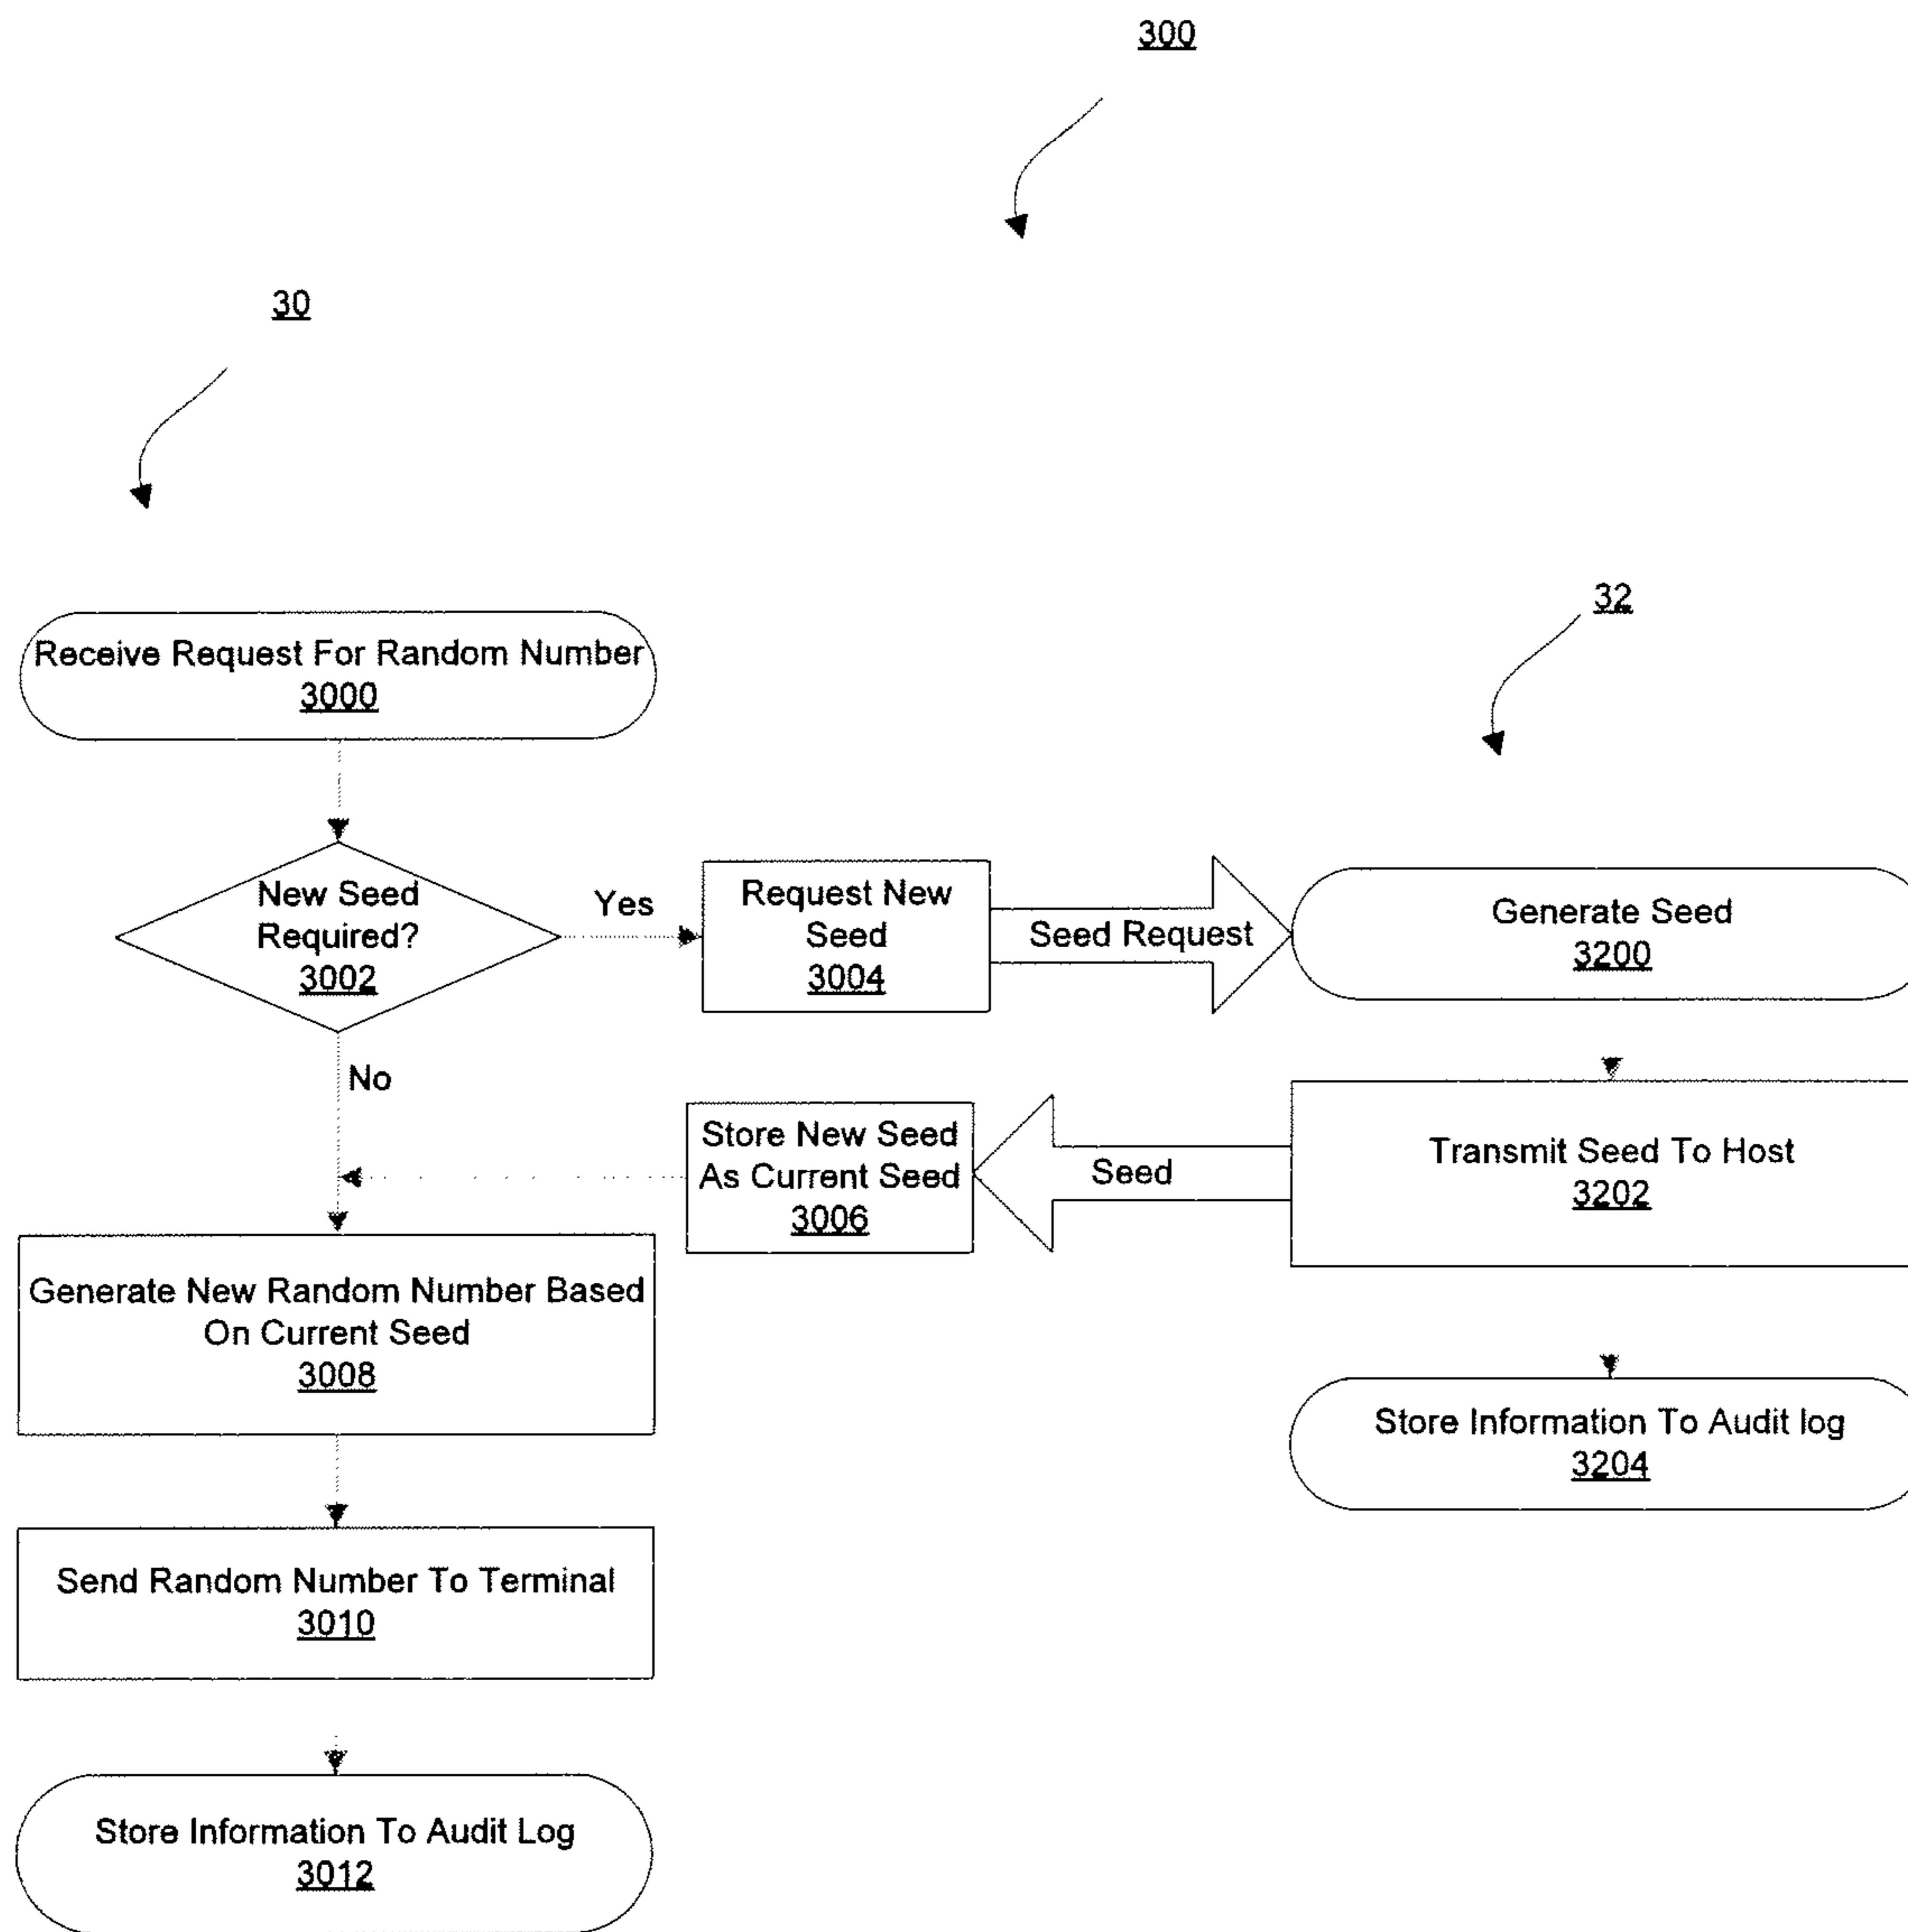 300
30
32
Receive Request For Random Number
3000
New Seed
Required?
3002
Yes
Request New
Seed
3004
Seed Request
Generate Seed
3200
No
Store New Seed
As Current Seed
3006
Seed
Transmit Seed To Host
3202
Generate New Random Number Based
On Current Seed
3008
Store Information To Audit log
3204
Send Random Number To Terminal
3010
Store Information To Audit Log
3012